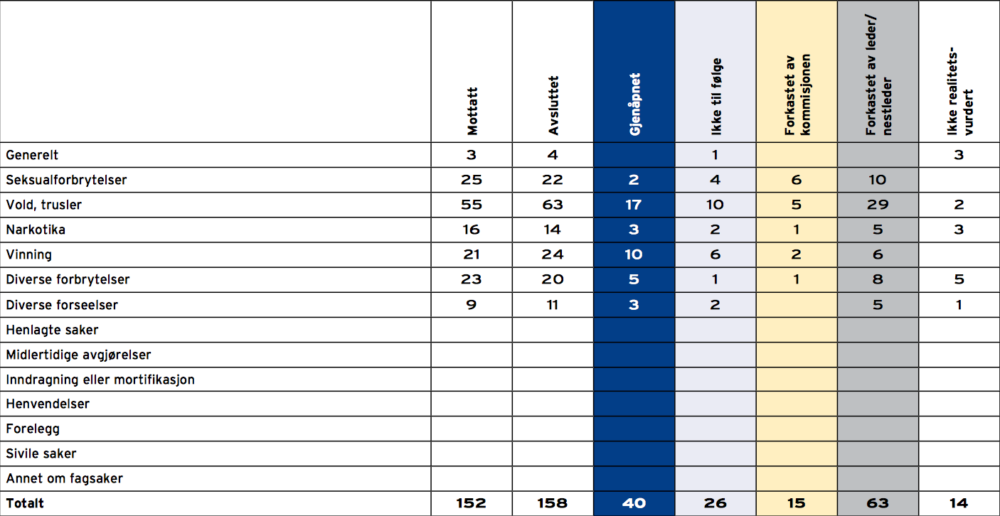 Mottatt Avsluttet Gjenåpnet Ikke til følge Forkastet av kommisjonen Forkastet av leder/ nestleder Ikke realitets- vurdert
Generelt 3 4 1 3
Seksualforbrytelser 25 22 2 4 6 10
Vold, trusler 55 63 17 10 5 29 2
Narkotika 16 14 3 2 1 5 3
Vinning 21 24 10 6 2 6
Diverse forbrytelser 23 20 5 1 1 8 5
Diverse forseelser 9 11 3 2 5 1
Henlagte saker
Midlertidige avgjørelser
Inndragning eller mortifikasjon
Henvendelser
Forelegg
Sivile saker
Annet om fagsaker
Totalt 152 158 40 26 15 63 14